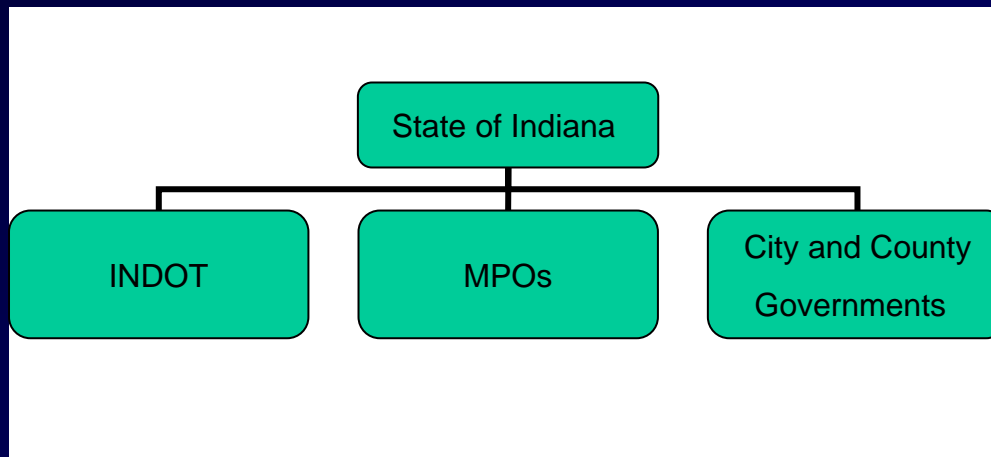 State of Indiana
INDOT
MPOs
City and County
Governments